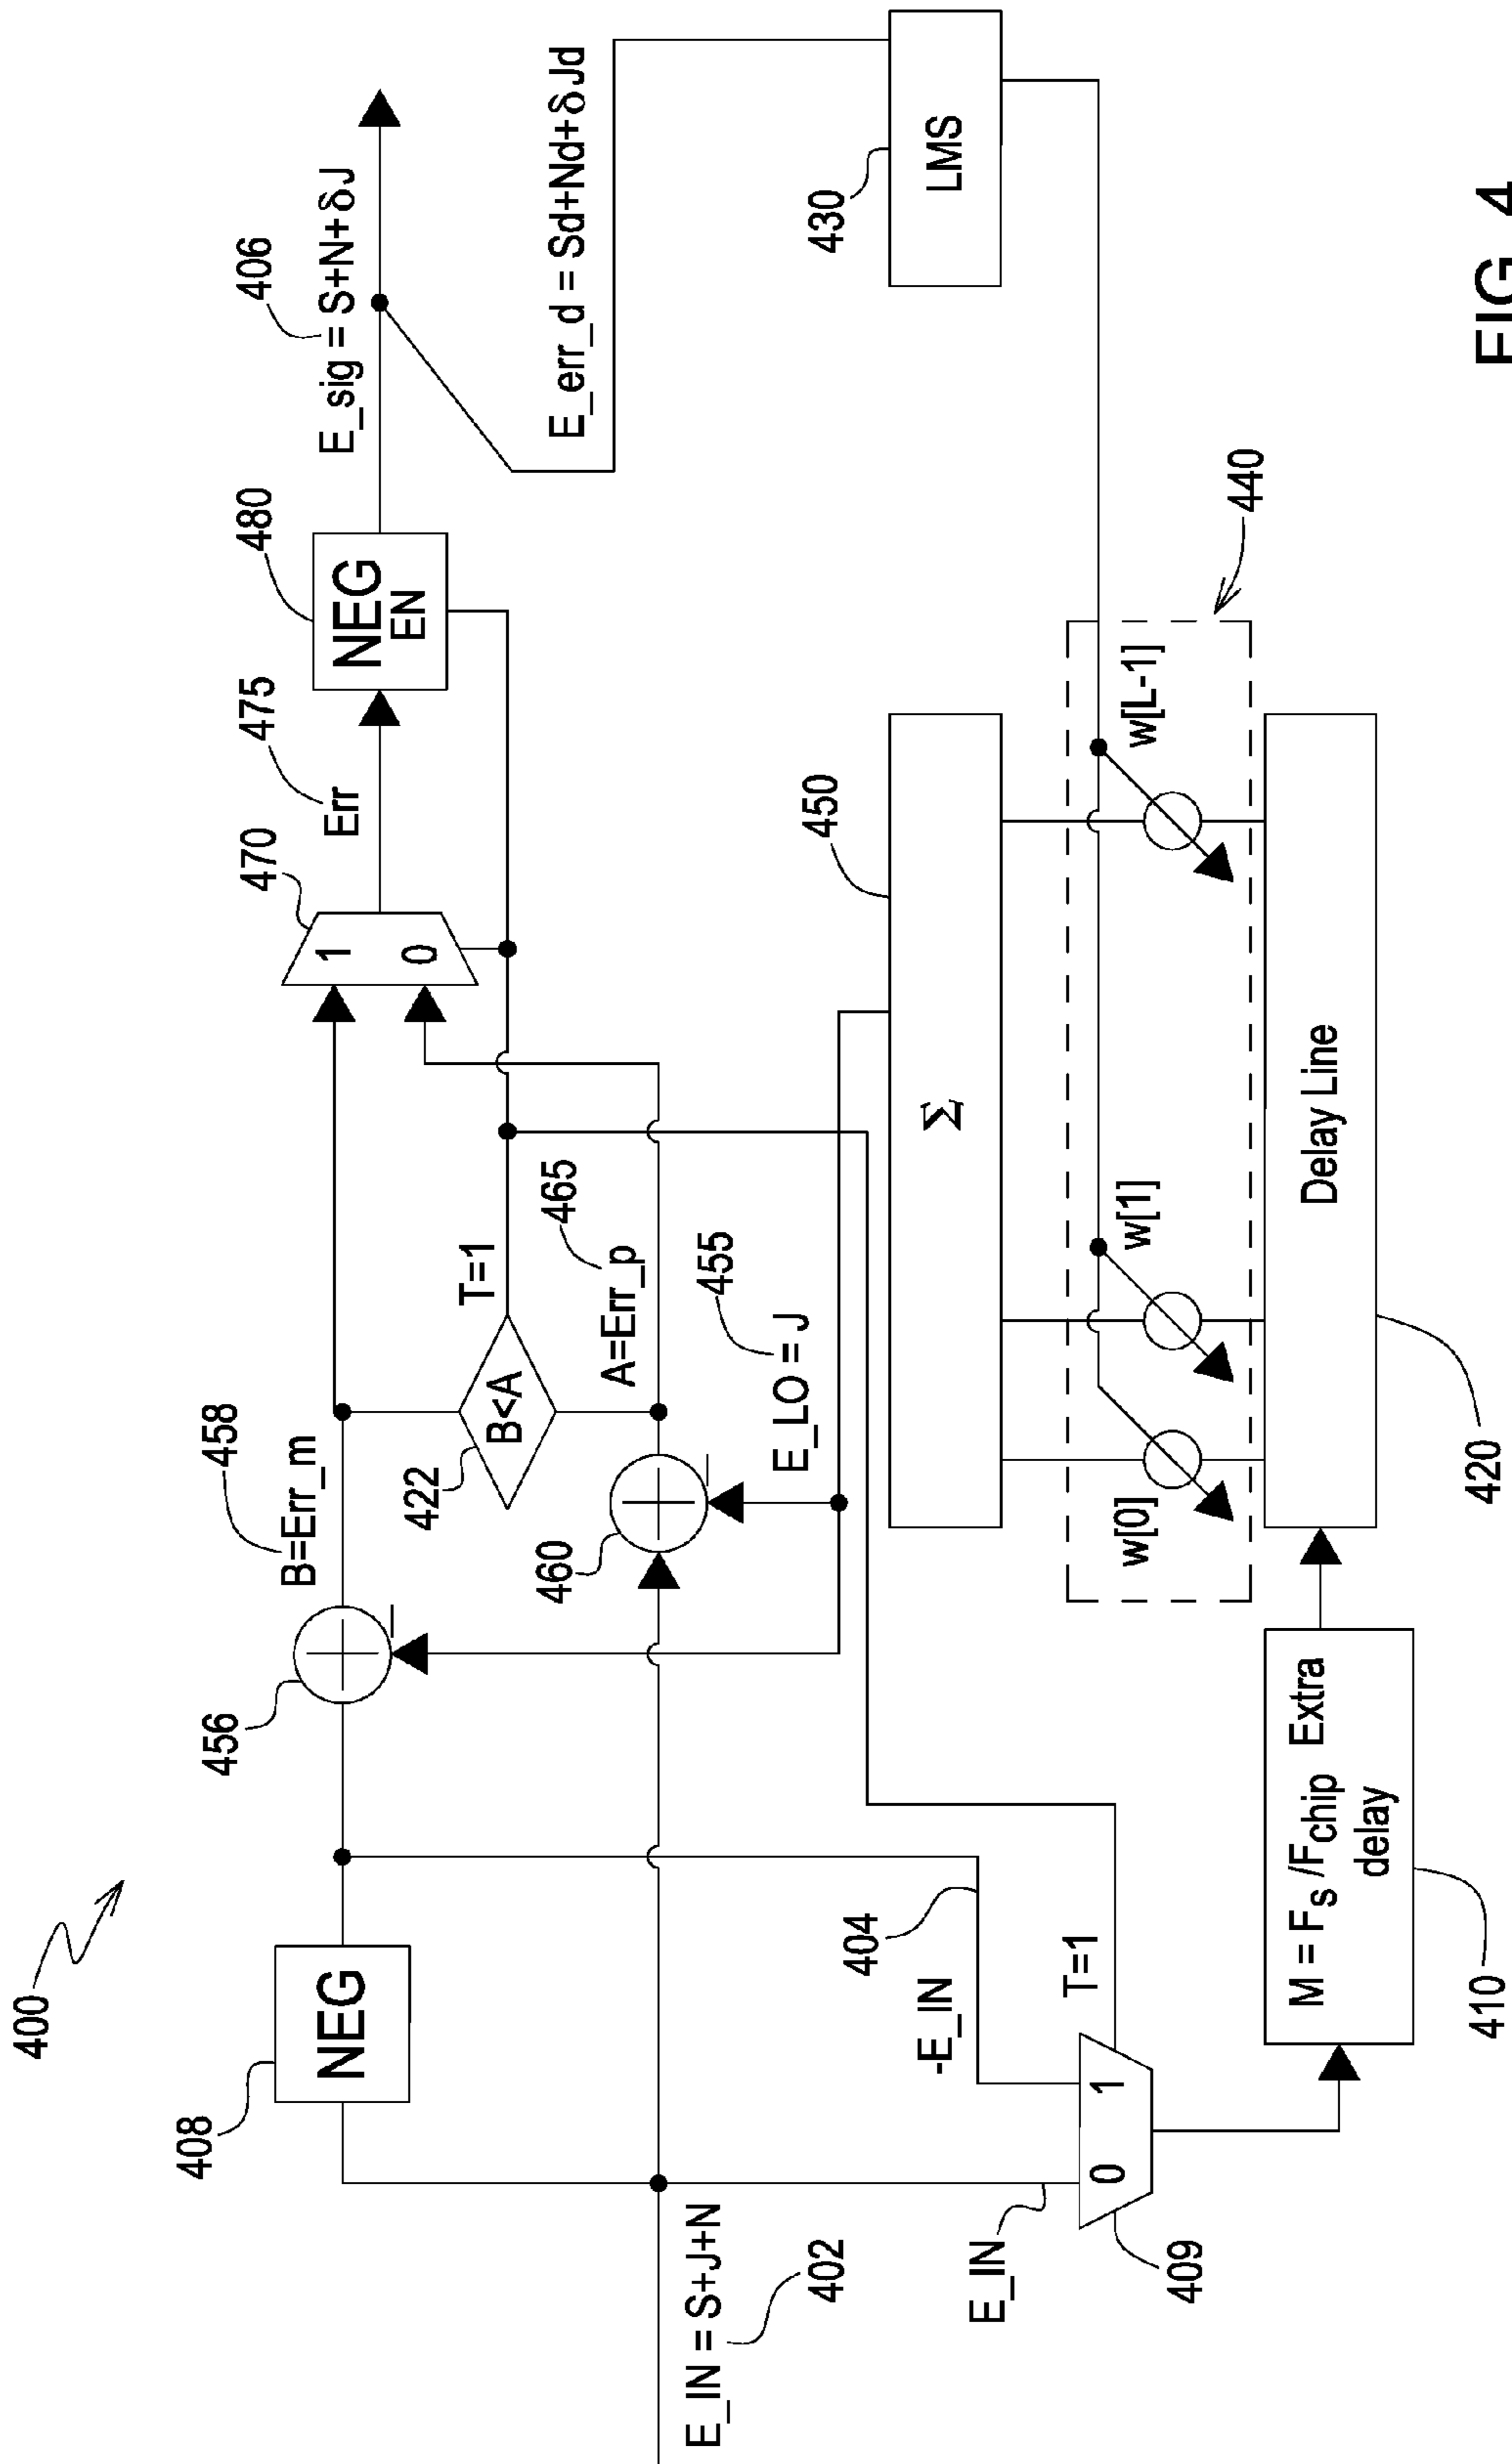 400
408
NEG
456
B=Err_m
458
470
1
0
Err
475
480
NEG
EN
406
E_sig = S+N+δJ
E_err_d = Sd+Nd+δJd
422
B<A
T=1
A=Err_p
465
460
E_LO = J
455
E_IN = S+J+N
402
-E_IN
404
E_IN
T=1
0
1
409
M = Fs /Fchip Extra
delay
410
450
Σ
430
LMS
440
w[0]
w[1]
w[L-1]
Delay Line
420
FIG. 4